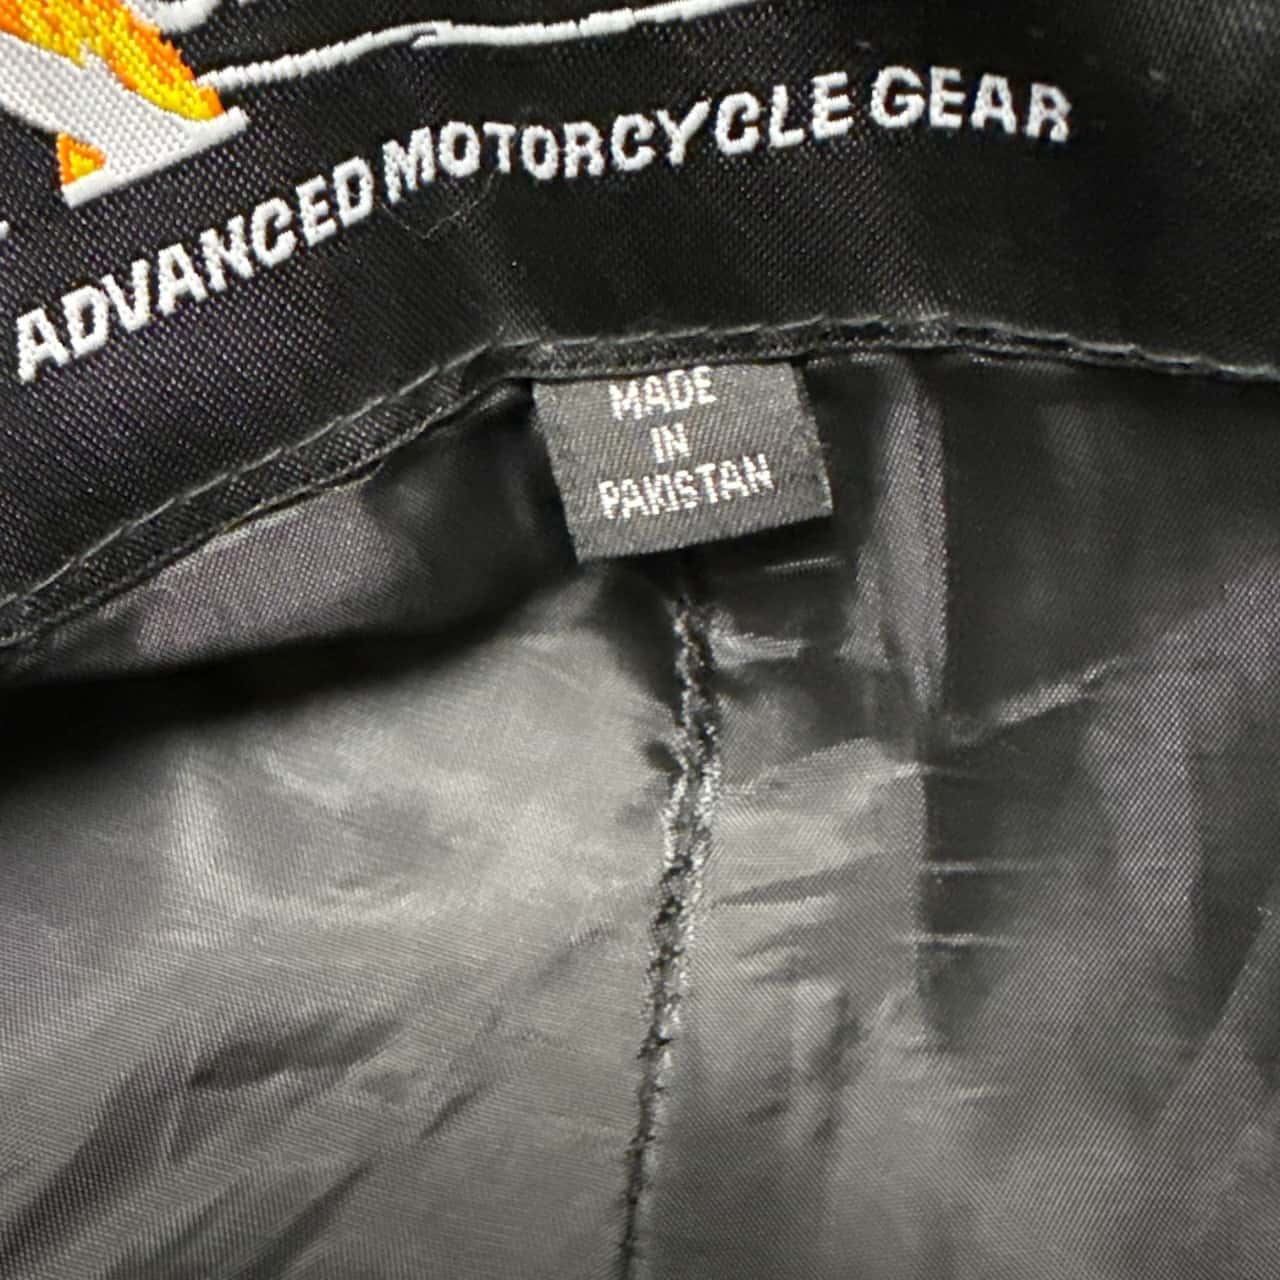 ADVANCED MOTORCYCLE GEAR
MADE
IN
PAKISTAN